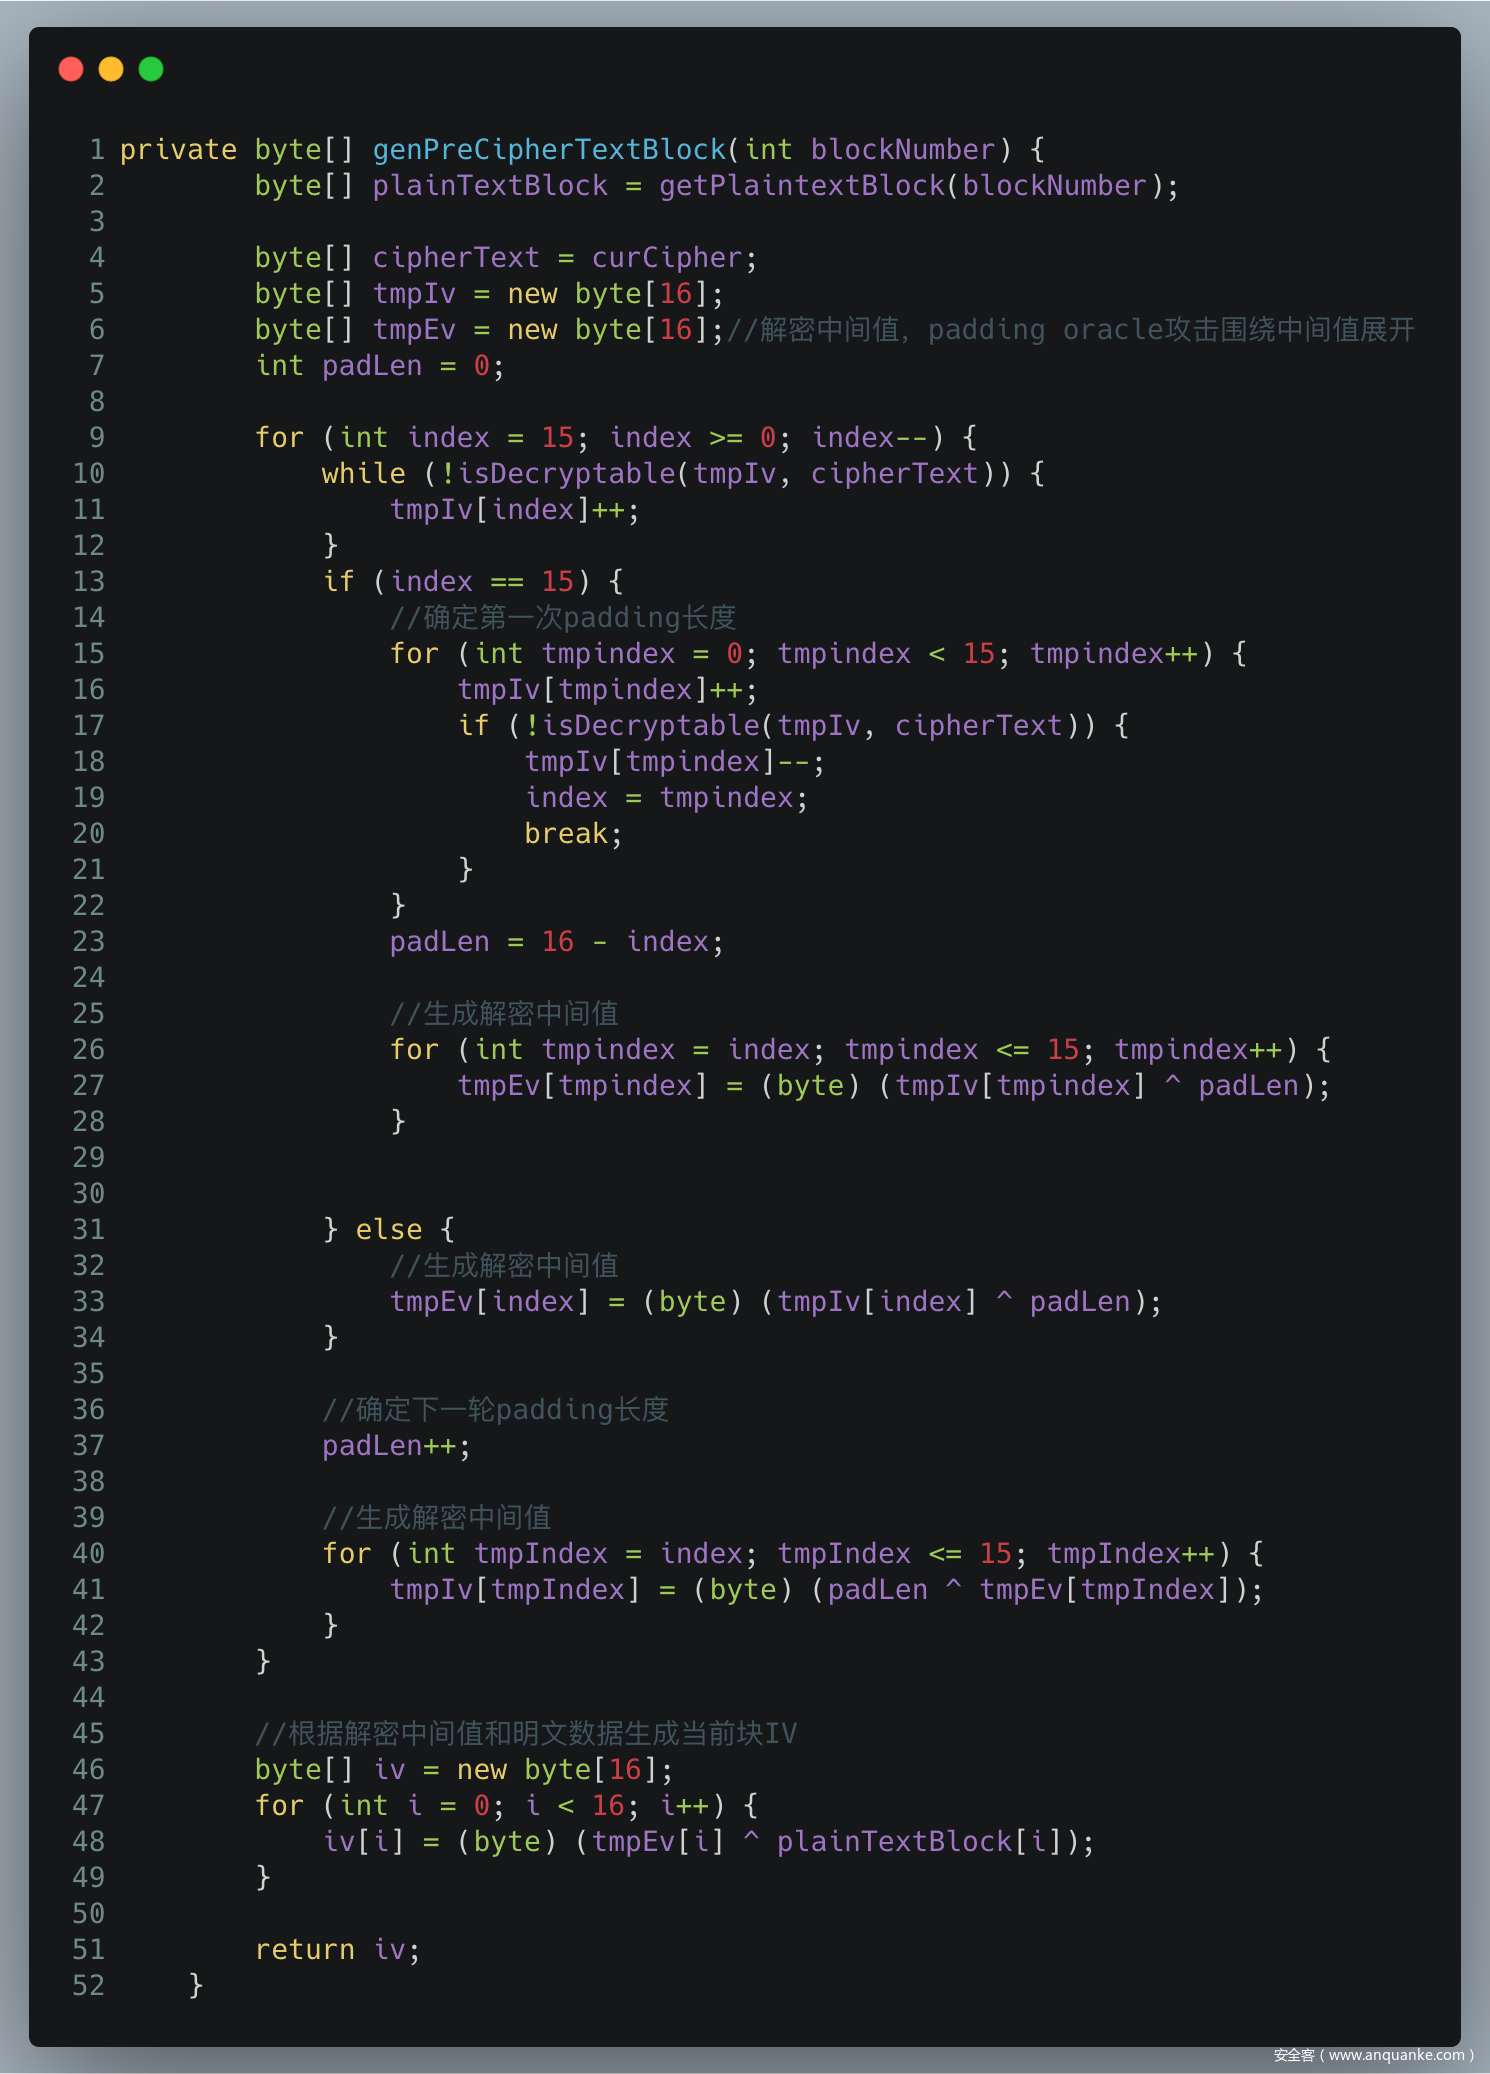 1 private byte[] genPreCipherTextBlock(int blockNumber) {
2         byte[] plainTextBlock = getPlaintextBlock(blockNumber);
3
4         byte[] cipherText = curCipher;
5         byte[] tmpIv = new byte[16];
6         byte[] tmpEv = new byte[16];//解密中间值，padding oracle攻击围绕中间值展开
7         int padLen = 0;
8
9         for (int index = 15; index >= 0; index--) {
10             while (!isDecryptable(tmpIv, cipherText)) {
11                 tmpIv[index]++;
12             }
13             if (index == 15) {
14                 //确定第一次padding长度
15                 for (int tmpindex = 0; tmpindex < 15; tmpindex++) {
16                     tmpIv[tmpindex]++;
17                     if (!isDecryptable(tmpIv, cipherText)) {
18                         tmpIv[tmpindex]--;
19                         index = tmpindex;
20                         break;
21                     }
22                 }
23                 padLen = 16 - index;
24
25                 //生成解密中间值
26                 for (int tmpindex = index; tmpindex <= 15; tmpindex++) {
27                     tmpEv[tmpindex] = (byte) (tmpIv[tmpindex] ^ padLen);
28                 }
29
30
31             } else {
32                 //生成解密中间值
33                 tmpEv[index] = (byte) (tmpIv[index] ^ padLen);
34             }
35
36             //确定下一轮padding长度
37             padLen++;
38
39             //生成解密中间值
40             for (int tmpIndex = index; tmpIndex <= 15; tmpIndex++) {
41                 tmpIv[tmpIndex] = (byte) (padLen ^ tmpEv[tmpIndex]);
42             }
43         }
44
45         //根据解密中间值和明文数据生成当前块IV
46         byte[] iv = new byte[16];
47         for (int i = 0; i < 16; i++) {
48             iv[i] = (byte) (tmpEv[i] ^ plainTextBlock[i]);
49         }
50
51         return iv;
52     }
安全客（www.anquanke.com）